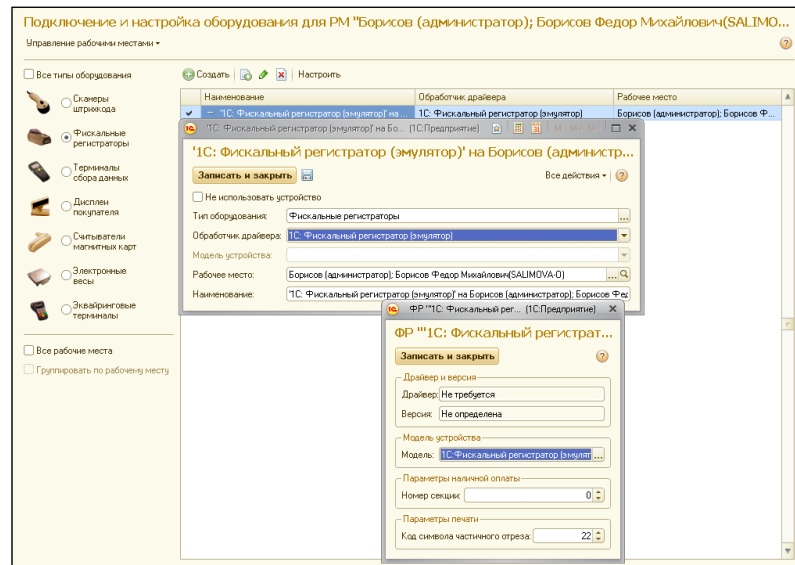 Подключение и настройка оборудования для РМ "Борисов (администратор); Борисов Федор Михайлович(SALIMO...
Управление рабочими местами
Все типы оборудования
Создать
Настроить
Сканеры
штрихкода
Фискальные
регистраторы
Терминалы
сбора данных
Дисплеи
покупателя
Считыватели
магнитных карт
Электронные
весы
Эквайринговые
терминалы
Все рабочие места
Группировать по рабочему месту
Наименование Обработчик драйвера Рабочее место
'1С: Фискальный регистратор (эмулятор)' на ... 1С: Фискальный регистратор (эмулятор) Борисов (администратор); Борисов Ф...
'1С: Фискальный регистратор (эмулятор)' на Бо... (1С:Предприятие) M M+ M-
'1С: Фискальный регистратор (эмулятор)' на Борисов (администр...
Записать и закрыть Все действия
Не использовать устройство
Тип оборудования: Фискальные регистраторы ...
Обработчик драйвера: 1С: Фискальный регистратор (эмулятор)
Модель устройства:
Рабочее место: Борисов (администратор); Борисов Федор Михайлович(SALIMOVA-O) ...
Наименование: '1С: Фискальный регистратор (эмулятор)' на Борисов (администратор); Борисов Фед
ФР "'1С: Фискальный рег... (1С:Предприятие)
ФР "'1С: Фискальный регистрат...
Записать и закрыть
Драйвер и версия
Драйвер: Не требуется
Версия: Не определена
Модель устройства
Модель: 1С:Фискальный регистратор (эмулят ...
Параметры наличной оплаты
Номер секции: 0
Параметры печати
Код символа частичного отреза: 22